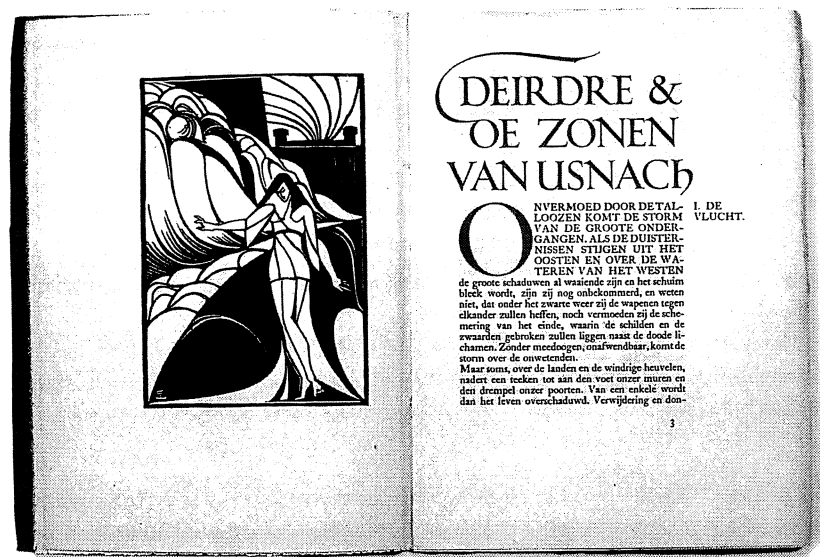 DEIRDRE &
DE ZONEN
VAN USNACH
ONVERMOED DOOR DE TAL-
LOOZEN KOMT DE STORM
VAN DE GROOTE ONDER-
GANGEN. ALS DE DUISTER-
NISSEN STIJGEN UIT HET
OOSTEN EN OVER DE WA-
TEREN VAN HET WESTEN
de groote schaduwen al waaiende zijn en het schuim
bleek wordt, zijn zij nog onbekommerd, en weten
niet, dat onder het zwarte weer zij de wapenen tegen
elkander zullen heffen, noch vermoeden zij de sche-
mering van het einde, waarin de schilden en de
zwaarden gebroken zullen liggen naast de doode li-
chamen. Zonder meedoogen, onafwendbaar, komt de
storm over de onwetenden.
Maar soms, over de landen en de windrige heuvelen,
nadert een teeken tot aan den voet onzer muren en
den drempel onzer poorten. Van een enkele wordt
dan het leven overschaduwd. Verwijdering en don-
I. DE
VLUCHT.
3